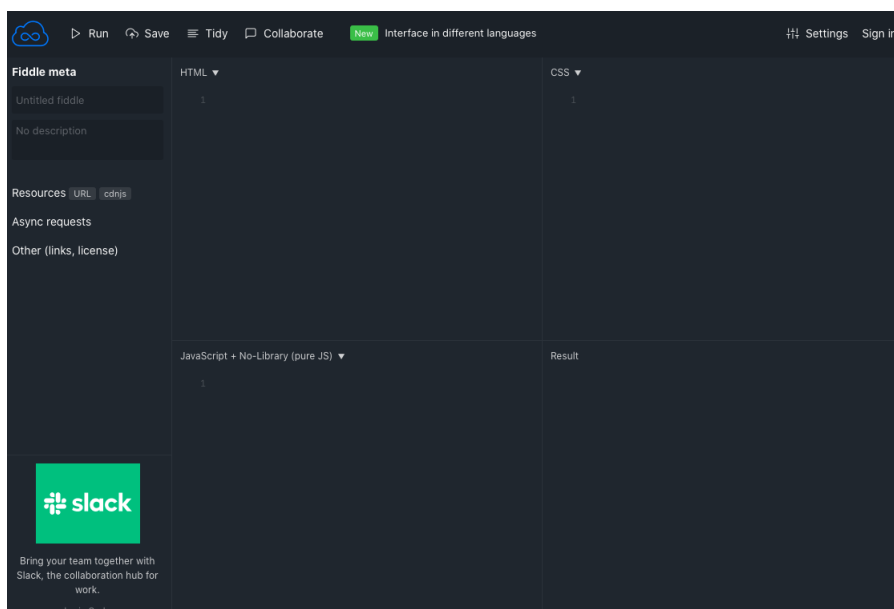 Run Save Tidy Collaborate New Interface in different languages Settings Sign in
Fiddle meta
Untitled fiddle
No description
Resources URL cdnjs
Async requests
Other (links, license)
HTML ▼
1
CSS ▼
1
JavaScript + No-Library (pure JS) ▼
1
Result
slack
Bring your team together with
Slack, the collaboration hub for
work.